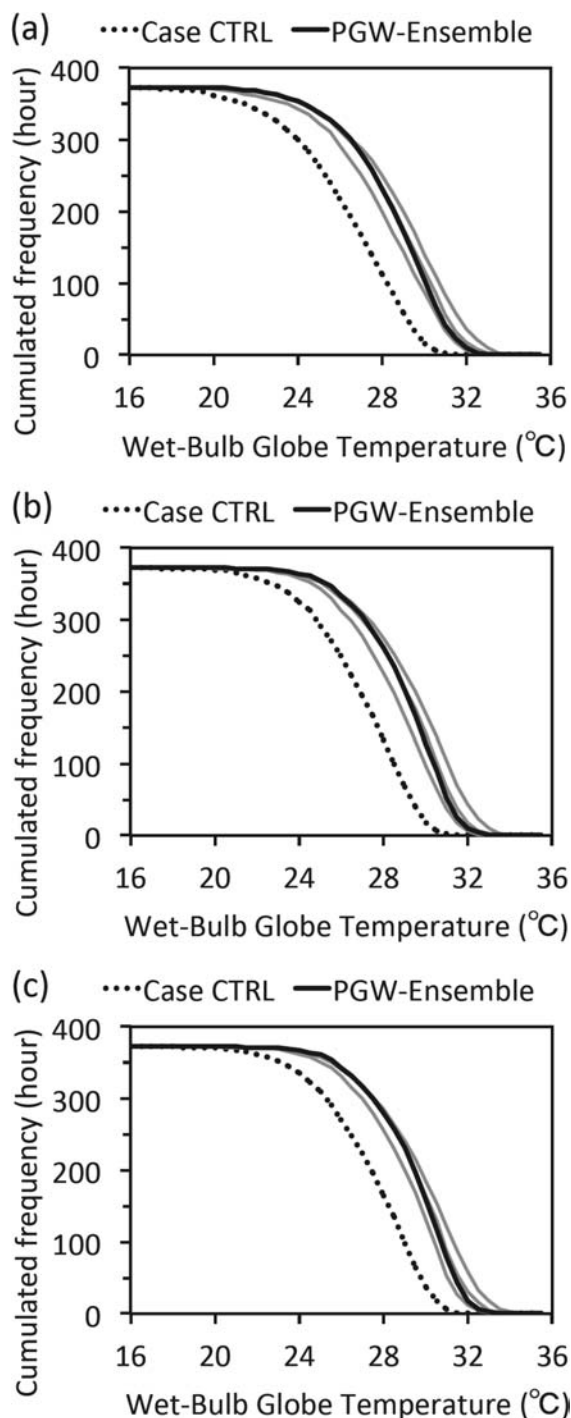 (a) Case CTRL PGW-Ensemble
400
300
200
100
0
Cumulated frequency (hour)
16 20 24 28 32 36
Wet-Bulb Globe Temperature (℃)
(b) Case CTRL PGW-Ensemble
400
300
200
100
0
Cumulated frequency (hour)
16 20 24 28 32 36
Wet-Bulb Globe Temperature (℃)
(c) Case CTRL PGW-Ensemble
400
300
200
100
0
Cumulated frequency (hour)
16 20 24 28 32 36
Wet-Bulb Globe Temperature (℃)